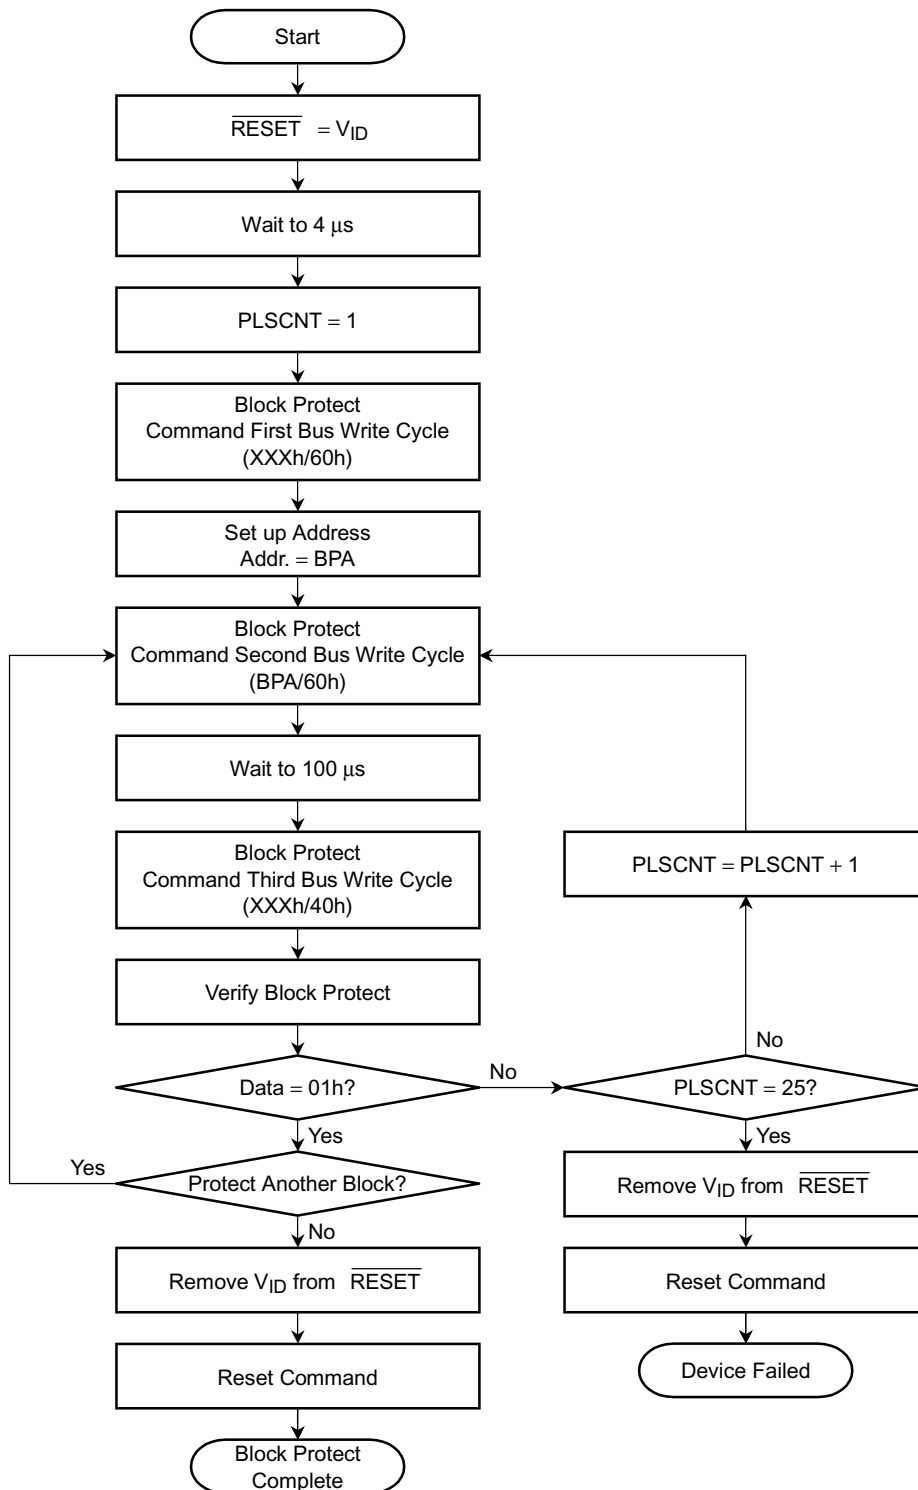 Start
RESET = VID
Wait to 4 μs
PLSCNT = 1
Block Protect
Command First Bus Write Cycle
(XXXh/60h)
Set up Address
Addr. = BPA
Block Protect
Command Second Bus Write Cycle
(BPA/60h)
Wait to 100 μs
Block Protect
Command Third Bus Write Cycle
(XXXh/40h)
PLSCNT = PLSCNT + 1
Verify Block Protect
No
Data = 01h?
No
PLSCNT = 25?
Yes
Yes
Yes
Protect Another Block?
Remove VID from RESET
No
Remove VID from RESET
Reset Command
Reset Command
Device Failed
Block Protect
Complete